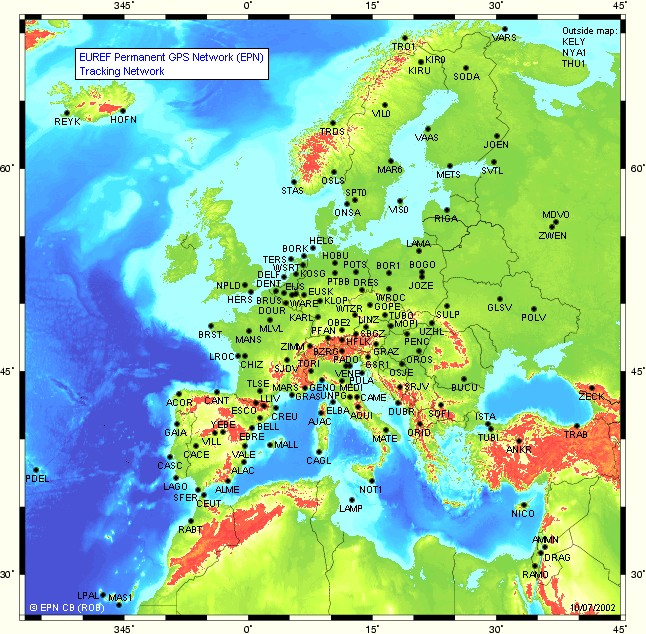 345° 0° 15° 30° 45°
Outside map:
KELY
NYA1
THU1
EUREF Permanent GPS Network (EPN)
Tracking Network
TRO1
VARS
KIR0
KIRU
SODA
REYK
HOFN
VIL0
TRDS
VAAS
JOEN
60°
60°
MAR6
METS
SVTL
OSLS
STAS
SPT0
ONSA
VIS0
RIGA
MDVO
ZWEN
HELG
BORK
LAMA
TERS
HOBU
WSRT
POTS
BOR1
BOGO
DELF
KOSG
PTBB
DRES
JOZE
NPLD
DENT
EIJS
EUSK
HERS
BRUS
WARE
KLOP
WROC
GLSV
DOUR
WTZR
GOPE
SULP
POLV
BRST
MLVL
KARL
OBE2
LINZ
TUBO
MANS
PFAN
SBGZ
MOPI
UZHL
ZIMM
HFLK
PENC
LROC
BZRG
GRAZ
CHIZ
SJDV
TORI
PADO
GSR1
OROS
45°
45°
VENE
OSJE
BUCU
TLSE
MARS
GENO
MEDI
POLA
SRJV
ZECK
ACOR
CANT
LLIV
GRAS
UNPG
CAME
ESCO
CREU
ELBA
AQUI
DUBR
SOFI
AJAC
ISTA
GAIA
YEBE
BELL
MATE
ORID
TUBI
TRAB
VILL
EBRE
CACE
VALE
MALL
CAGL
ANKR
CASC
ALAC
PDEL
LAGO
ALME
NOT1
SFER
CEUT
LAMP
NICO
RABT
AMMN
DRAG
30°
30°
RAMO
LPAL
MAS1
© EPN CB (ROB)
10/07/2002
345° 0° 15° 30° 45°